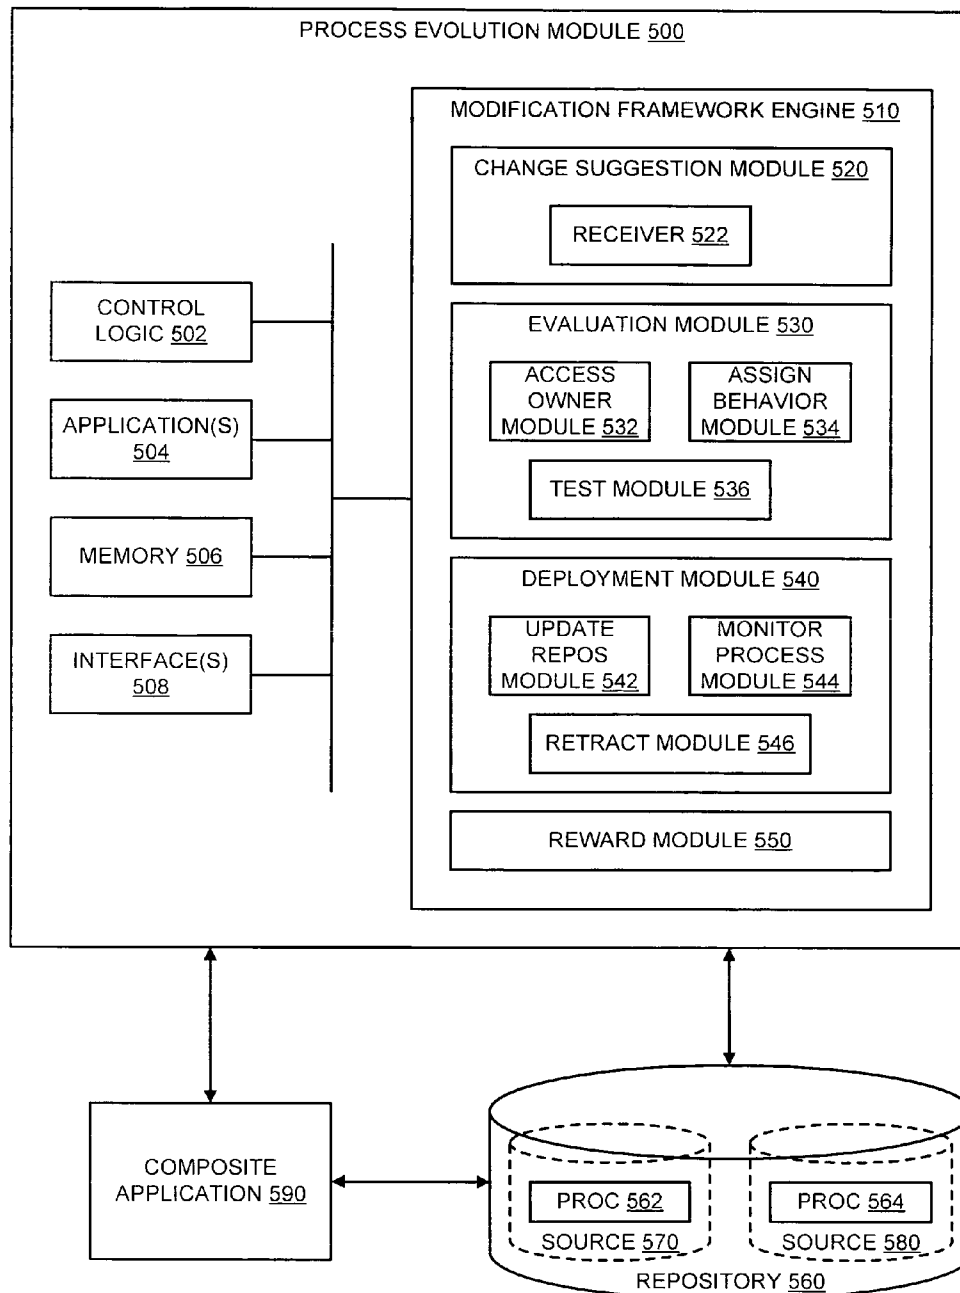 PROCESS EVOLUTION MODULE 500
MODIFICATION FRAMEWORK ENGINE 510
CHANGE SUGGESTION MODULE 520
RECEIVER 522
CONTROL
LOGIC 502
APPLICATION(S)
504
MEMORY 506
INTERFACE(S)
508
EVALUATION MODULE 530
ACCESS
OWNER
MODULE 532
ASSIGN
BEHAVIOR
MODULE 534
TEST MODULE 536
DEPLOYMENT MODULE 540
UPDATE
REPOS
MODULE 542
MONITOR
PROCESS
MODULE 544
RETRACT MODULE 546
REWARD MODULE 550
COMPOSITE
APPLICATION 590
PROC 562
SOURCE 570
PROC 564
SOURCE 580
REPOSITORY 560